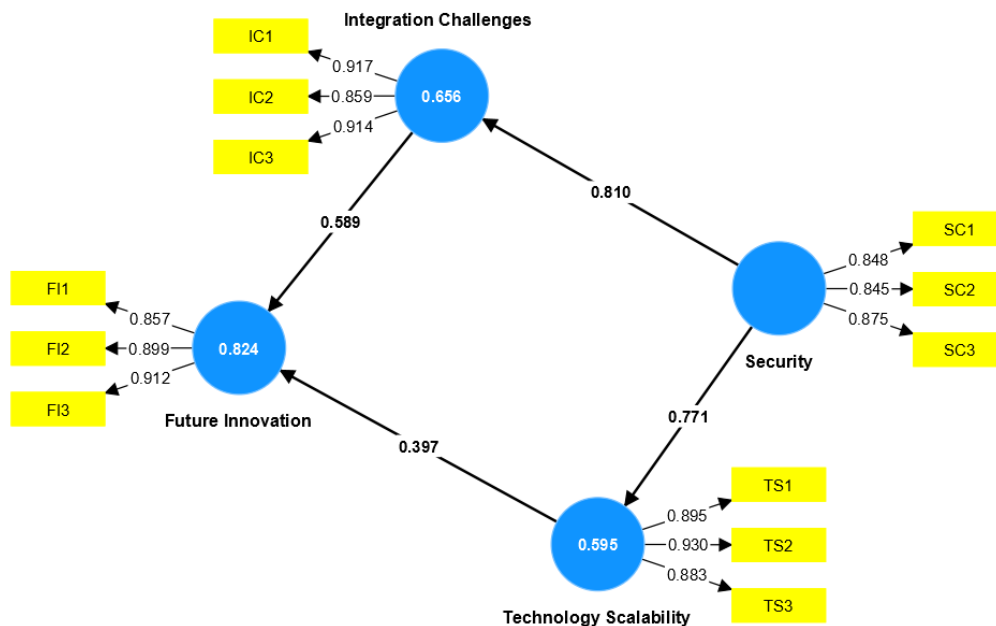 Integration Challenges
IC1
0.917
IC2
0.859
0.656
IC3
0.914
0.810
0.589
SC1
0.848
FI1
SC2
0.845
0.857
FI2
0.899
0.824
SC3
0.875
FI3
0.912
Security
Future Innovation
0.771
0.397
TS1
0.895
TS2
0.930
0.595
TS3
0.883
Technology Scalability